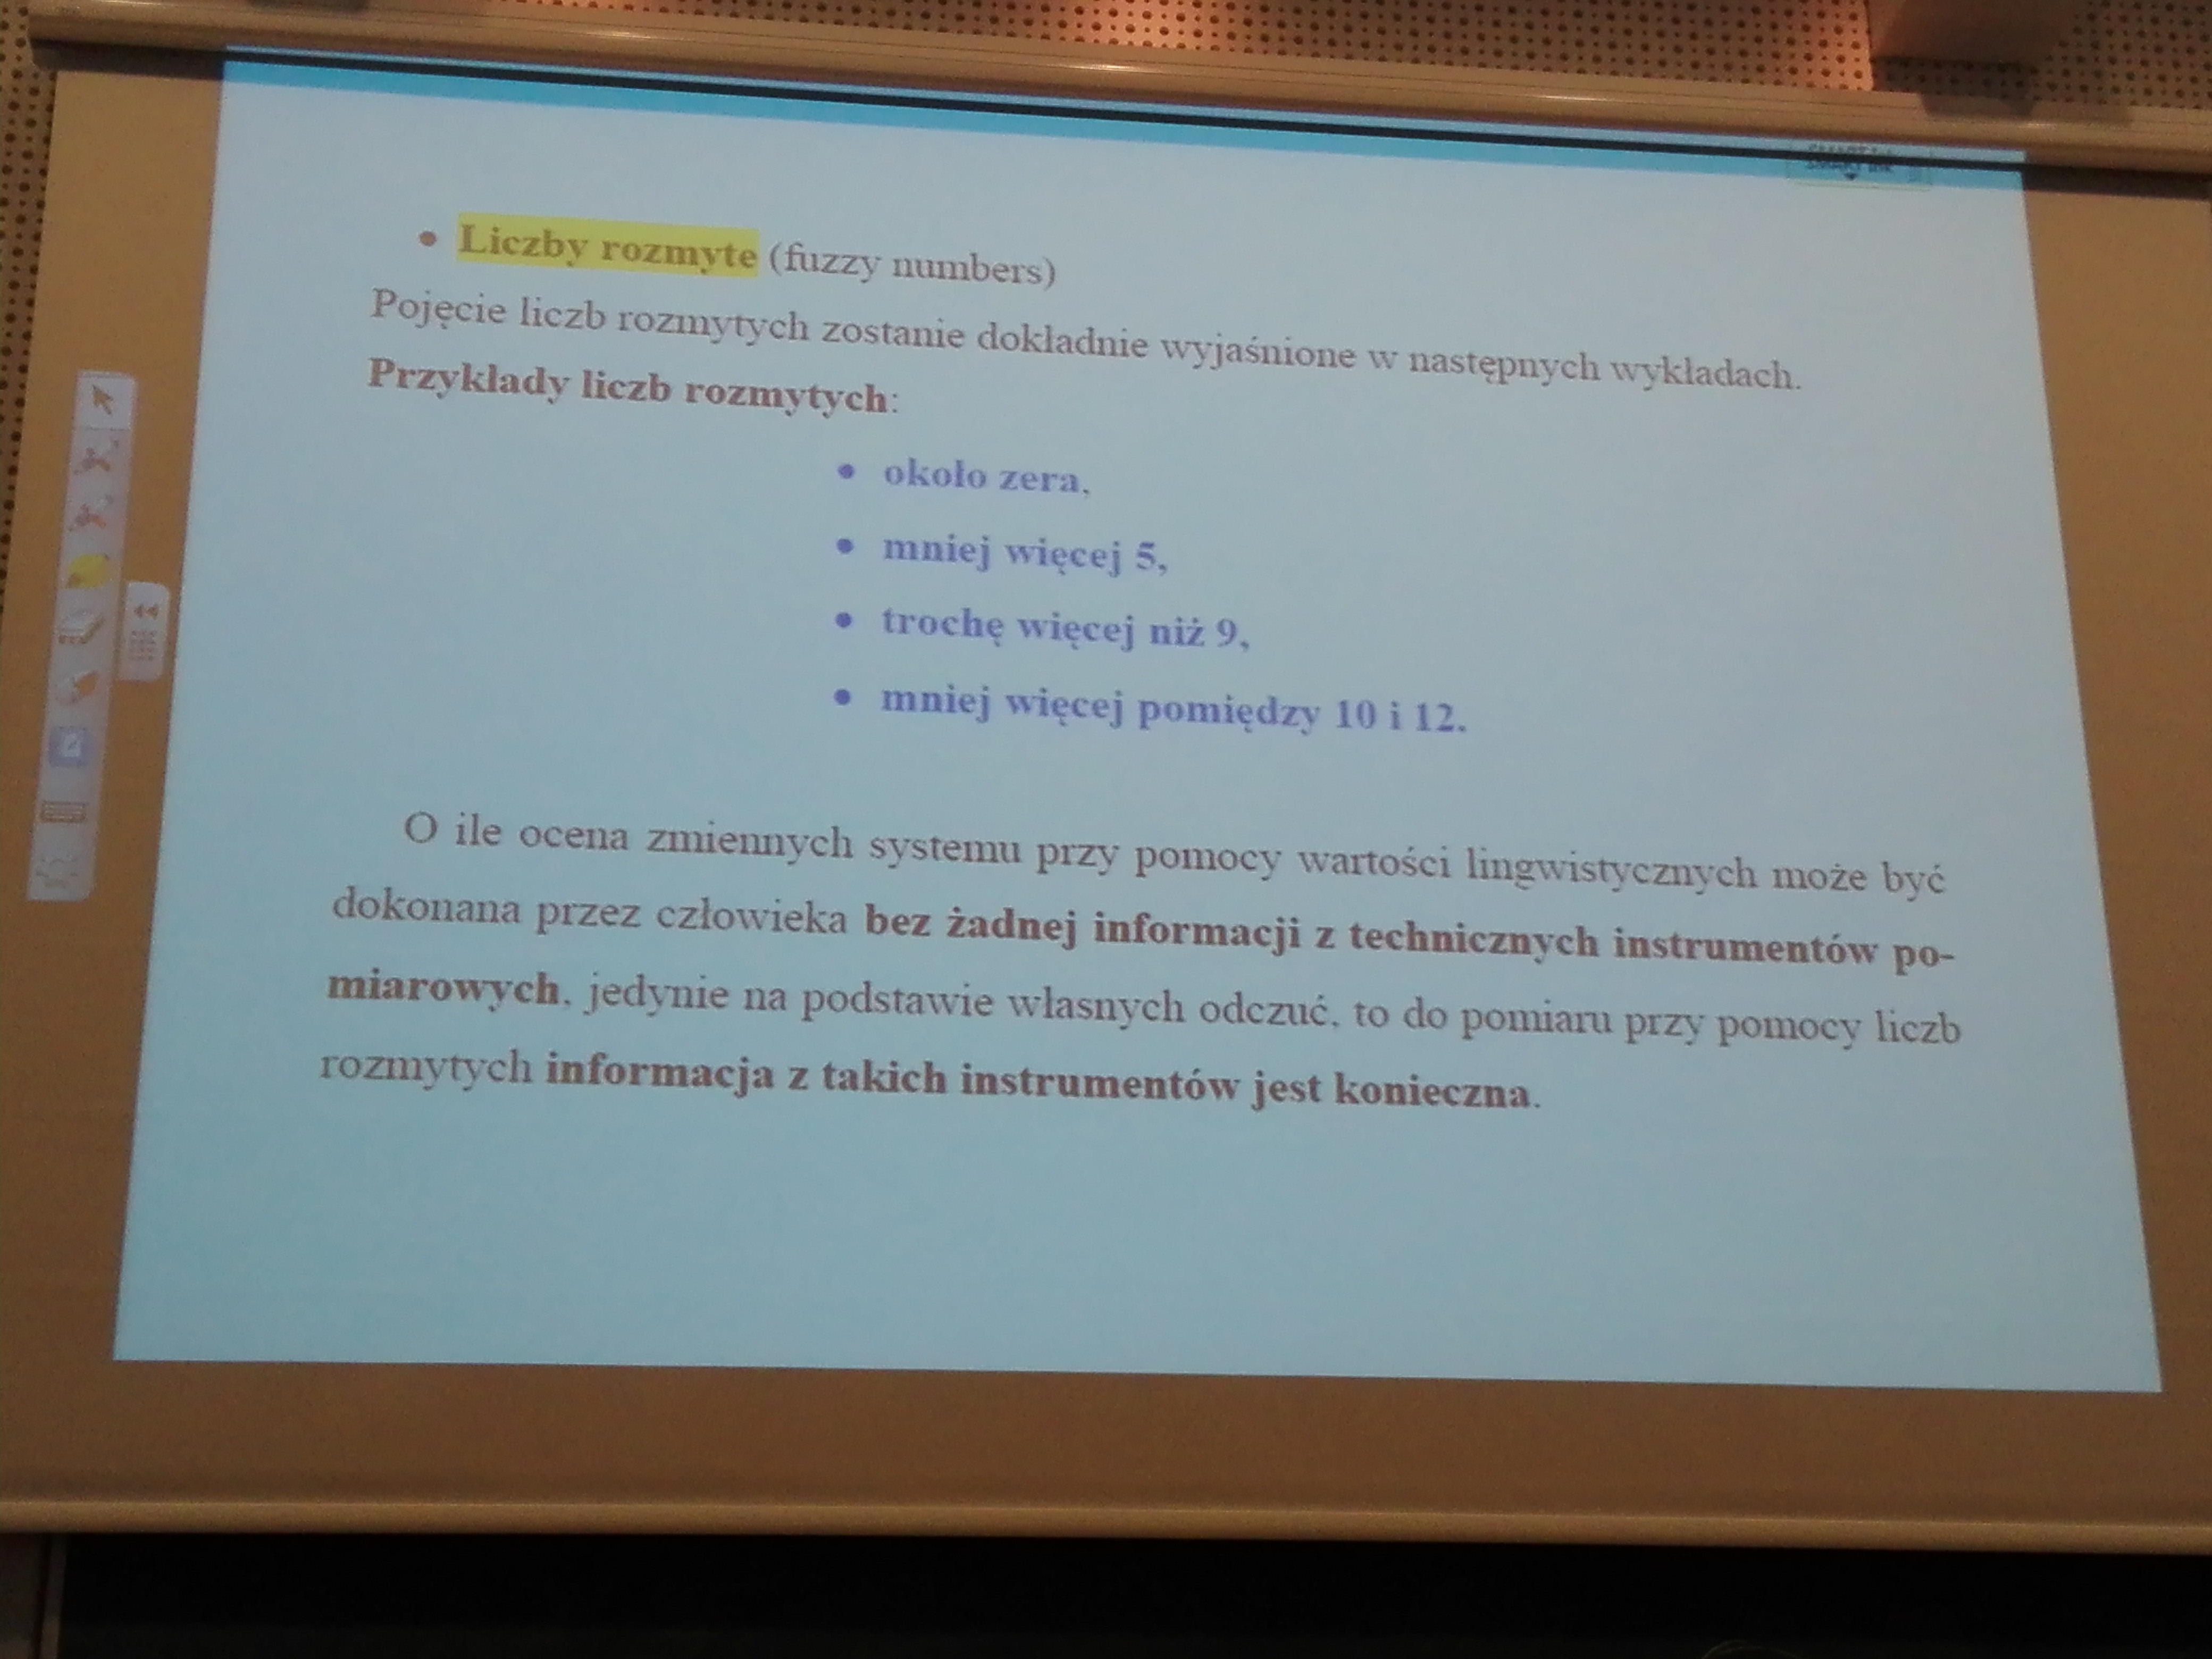 • Liczby rozmyte (fuzzy numbers)
Pojęcie liczb rozmytych zostanie dokładnie wyjaśnione w następnych wykładach.
Przykłady liczb rozmytych:
• około zera,
• mniej więcej 5,
• trochę więcej niż 9,
• mniej więcej pomiędzy 10 i 12.
O ile ocena zmiennych systemu przy pomocy wartości lingwistycznych może być
dokonana przez człowieka bez żadnej informacji z technicznych instrumentów po-
miarowych, jedynie na podstawie własnych odczuć, to do pomiaru przy pomocy liczb
rozmytych informacja z takich instrumentów jest konieczna.